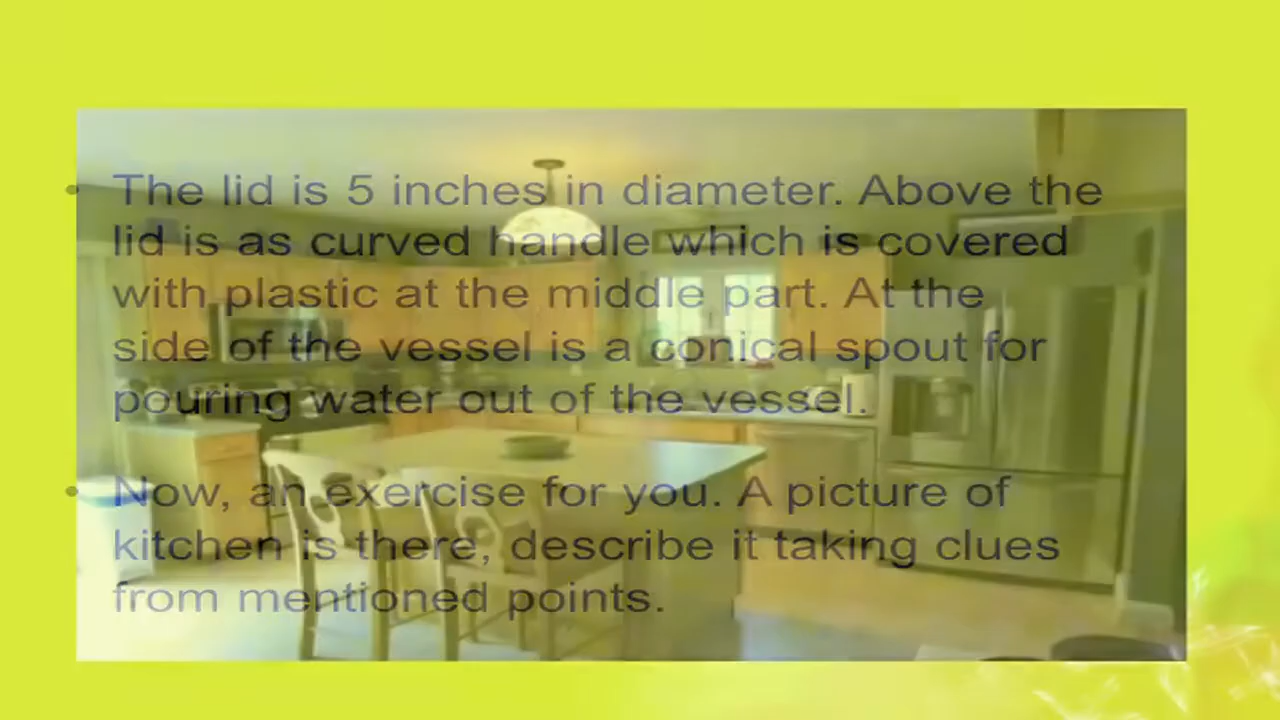 The lid is 5 inches in diameter. Above the
lid is as curved handle which is covered
with plastic at the middle part. At the
side of the vessel is a conical spout for
pouring water out of the vessel.
Now, an exercise for you. A picture of
kitchen is there, describe it taking clues
from mentioned points.